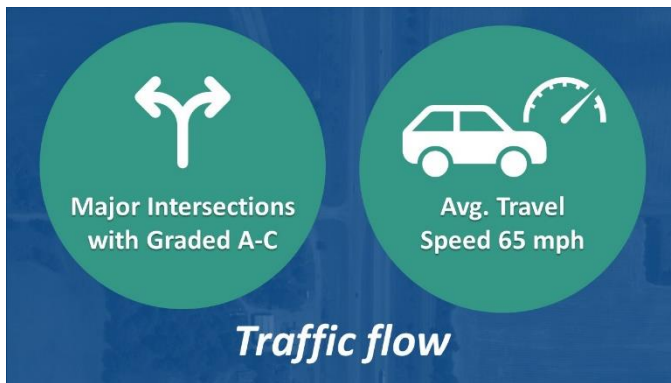 Major Intersections
with Graded A-C
Avg. Travel
Speed 65 mph
Traffic flow